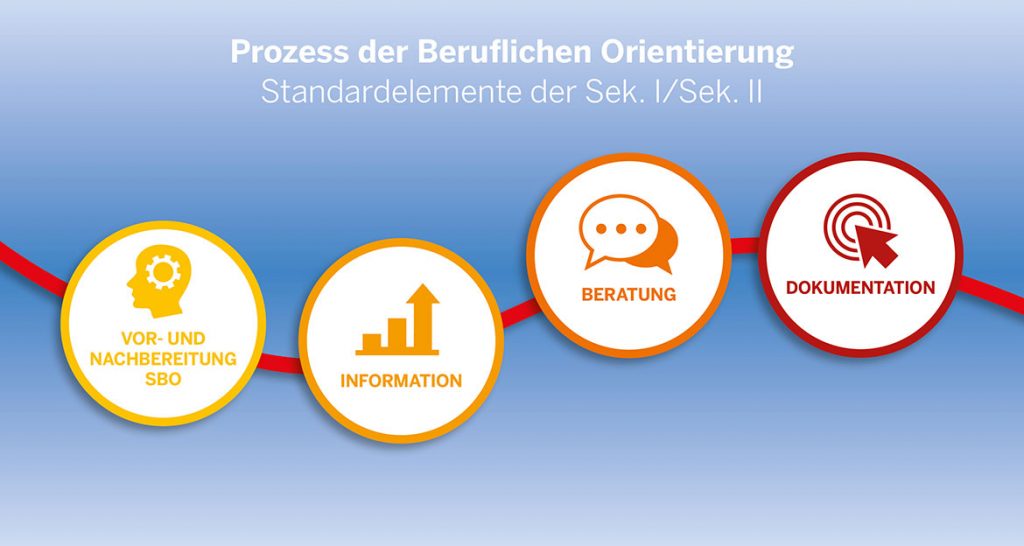 Prozess der Beruflichen Orientierung
Standardelemente der Sek. I/Sek. II
VOR- UND
NACHBEREITUNG
SBO
INFORMATION
BERATUNG
DOKUMENTATION